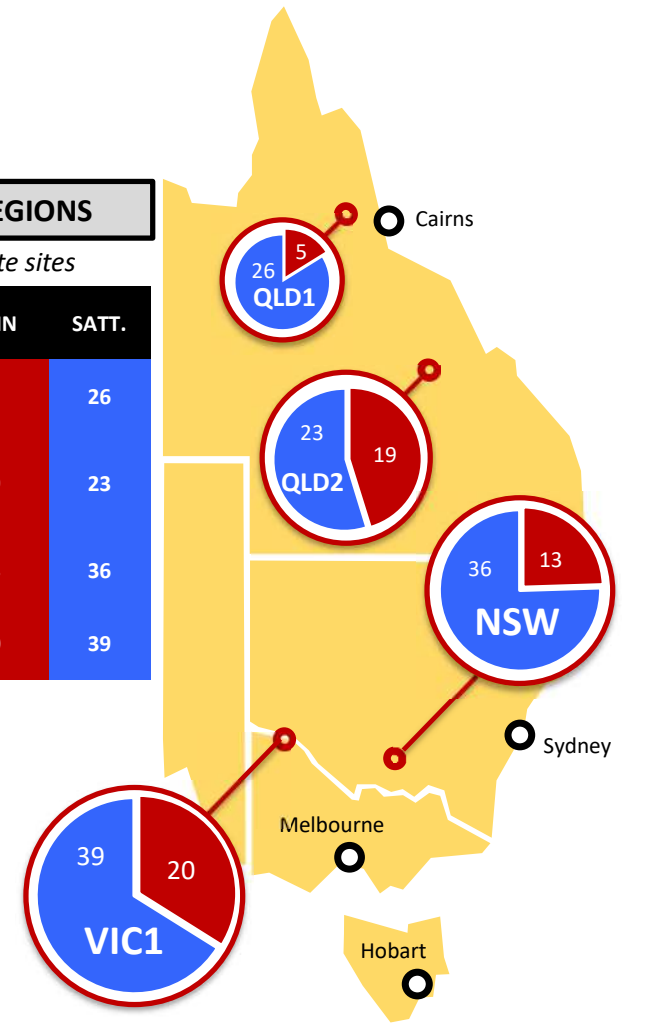 EGIONS
te sites
IN SATT.
26
23
36
39
Cairns
5
26
QLD1
23
19
QLD2
36
13
NSW
Sydney
Melbourne
39
20
VIC1
Hobart